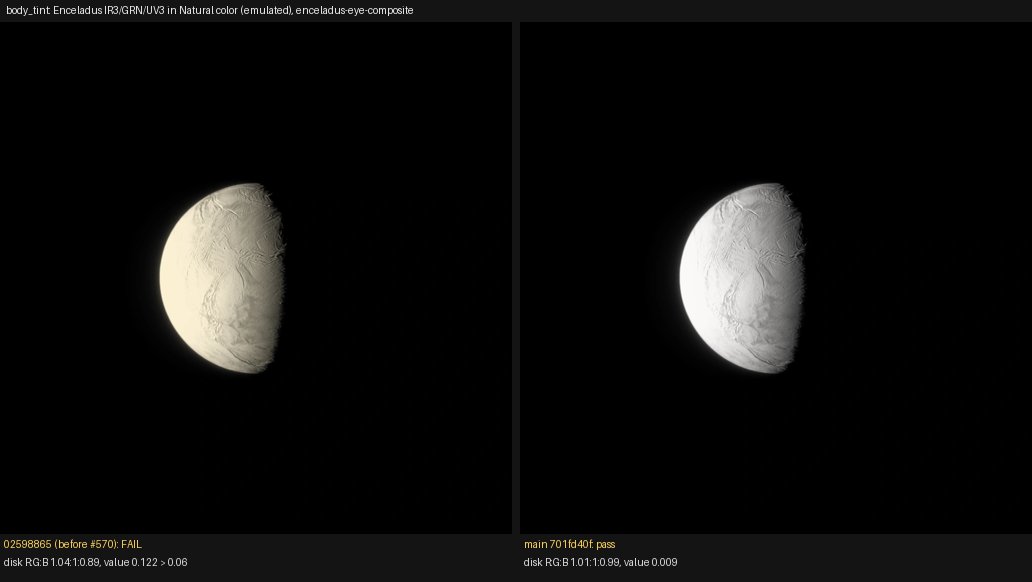 body_tint: Enceladus IR3/GRN/UV3 in Natural color (emulated), enceladus-eye-composite
02598865 (before #570): FAIL
disk R:G:B 1.04:1:0.89, value 0.122 > 0.06
main 701fd40f: pass
disk R:G:B 1.01:1:0.99, value 0.009